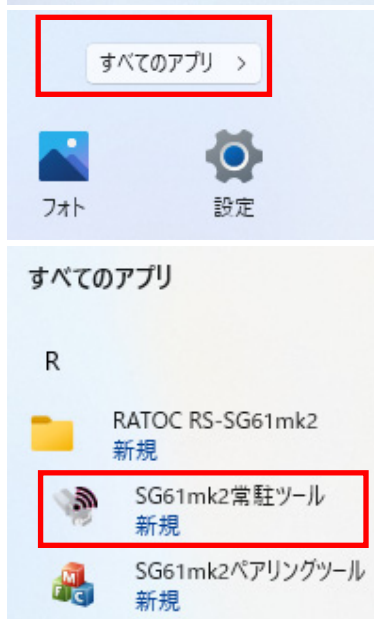 すべてのアプリ >
フォト 設定
すべてのアプリ
R
RATOC RS-SG61mk2
新規
SG61mk2常駐ツール
新規
SG61mk2ペアリングツール
新規